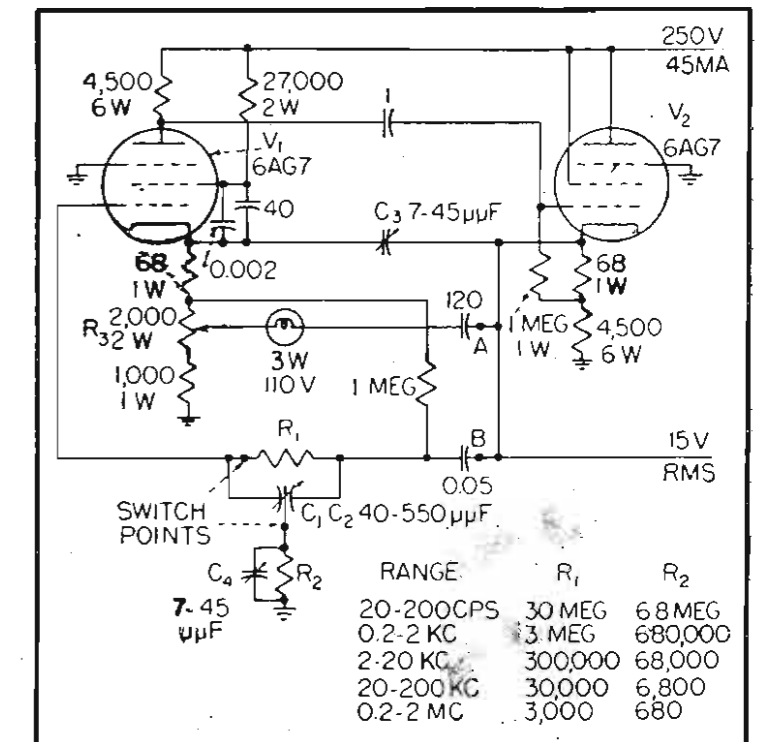 250V
45MA
4,500
6W
27,000
2W
1
V1
6AG7
V2
6AG7
40
C3 7-45μμF
0.002
68
1W
68
1W
R3 2,000
2W
120
A
1 MEG
1W
4,500
6W
3W
110V
1,000
1W
1 MEG
R1
B
15V
RMS
0.05
SWITCH
POINTS
C1 C2 40-550μμF
C4
R2
7-45
μμF
RANGE R1 R2
20-200CPS 30 MEG 6 8 MEG
0.2-2 KC 3 MEG 680,000
2-20 KC 300,000 68,000
20-200 KC 30,000 6,800
0.2-2 MC 3,000 680